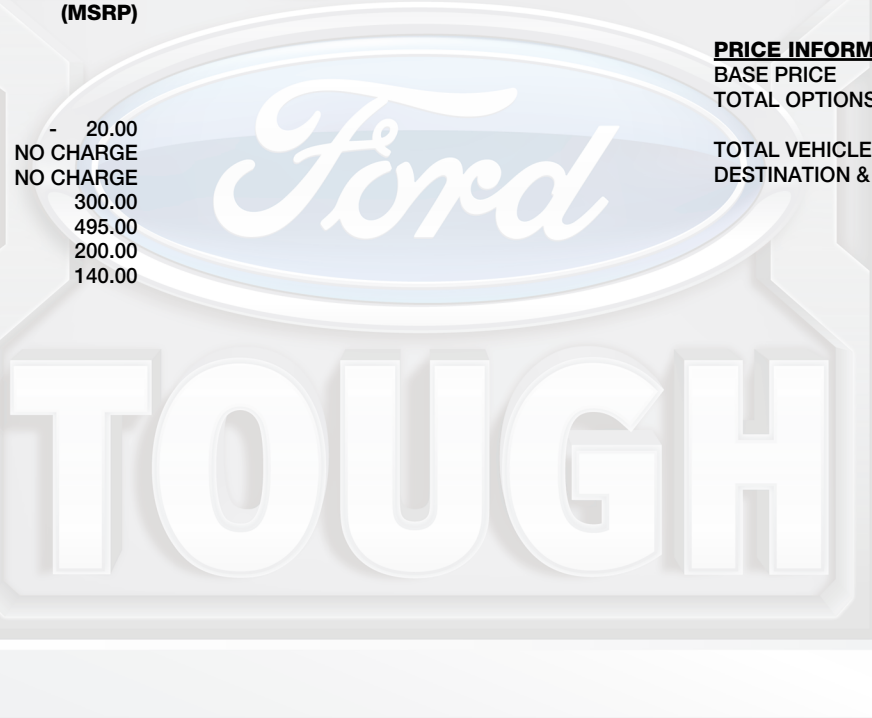 (MSRP)
- 20.00
NO CHARGE
NO CHARGE
300.00
495.00
200.00
140.00
PRICE INFORM
BASE PRICE
TOTAL OPTIONS
TOTAL VEHICLE
DESTINATION &
Ford
TOUGH